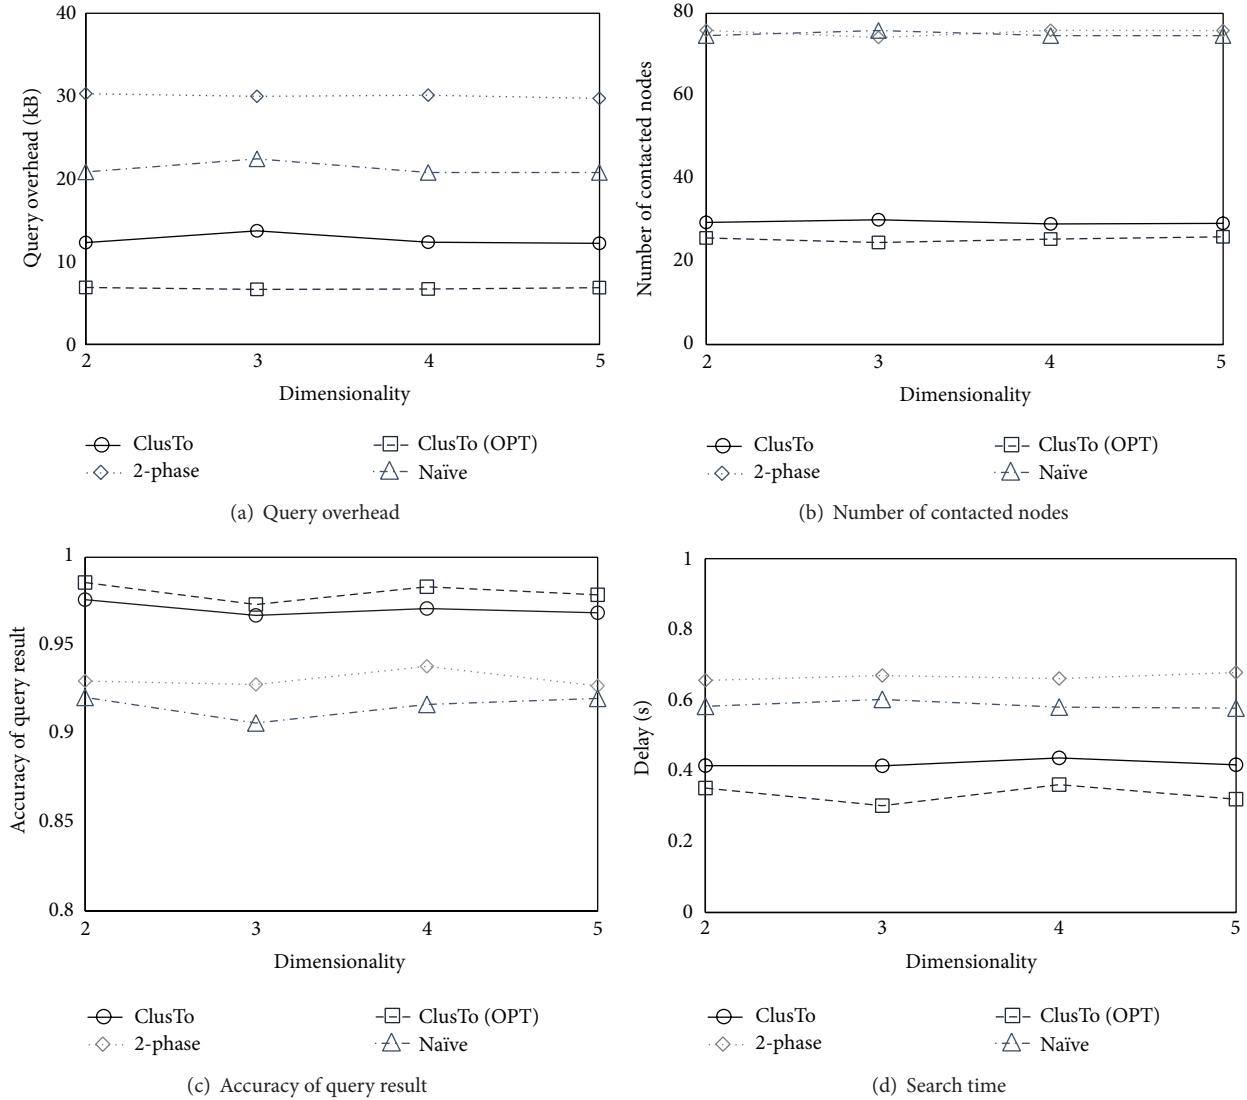 40
30
20
10
0
Query overhead (kB)
2 3 4 5
Dimensionality
ClusTo
ClusTo (OPT)
2-phase
Naïve
(a) Query overhead
80
60
40
20
0
Number of contacted nodes
2 3 4 5
Dimensionality
ClusTo
ClusTo (OPT)
2-phase
Naïve
(b) Number of contacted nodes
1
0.95
0.9
0.85
0.8
Accuracy of query result
2 3 4 5
Dimensionality
ClusTo
ClusTo (OPT)
2-phase
Naïve
(c) Accuracy of query result
1
0.8
0.6
0.4
0.2
0
Delay (s)
2 3 4 5
Dimensionality
ClusTo
ClusTo (OPT)
2-phase
Naïve
(d) Search time